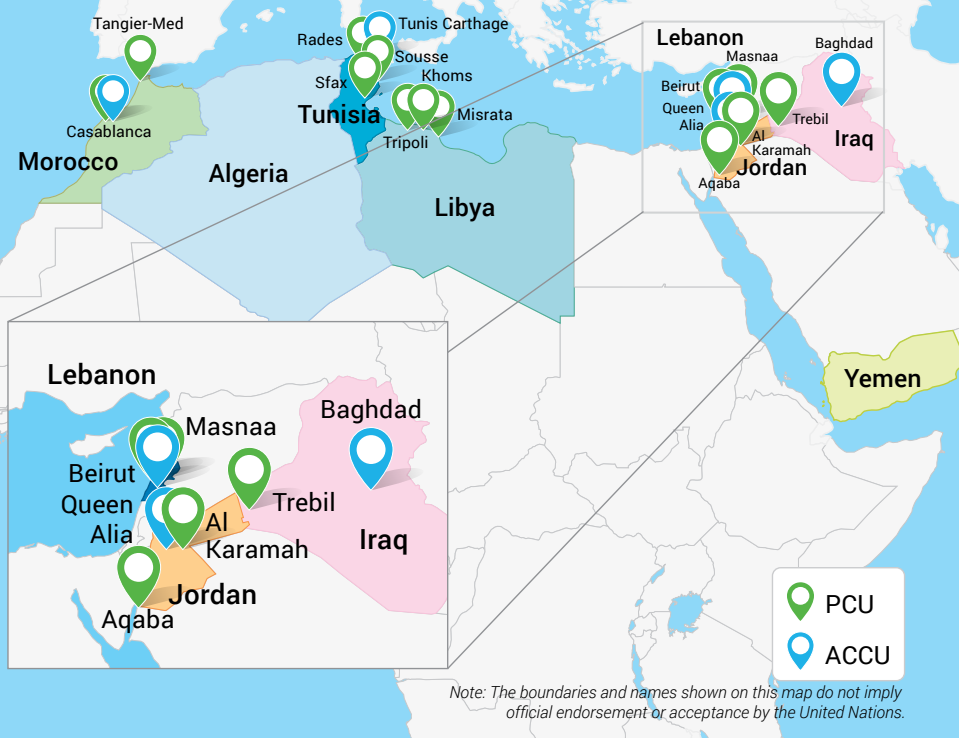 Tangier-Med
Casablanca
Morocco
Algeria
Rades
Tunis Carthage
Sousse
Sfax
Khoms
Tunisia
Misrata
Tripoli
Libya
Lebanon
Masnaa
Baghdad
Beirut
Queen
Alia
Trebil
Al
Karamah
Iraq
Jordan
Aqaba
Yemen
Lebanon
Baghdad
Masnaa
Beirut
Queen
Alia
Trebil
Al
Karamah
Iraq
Jordan
Aqaba
PCU
ACCU
Note: The boundaries and names shown on this map do not imply
official endorsement or acceptance by the United Nations.